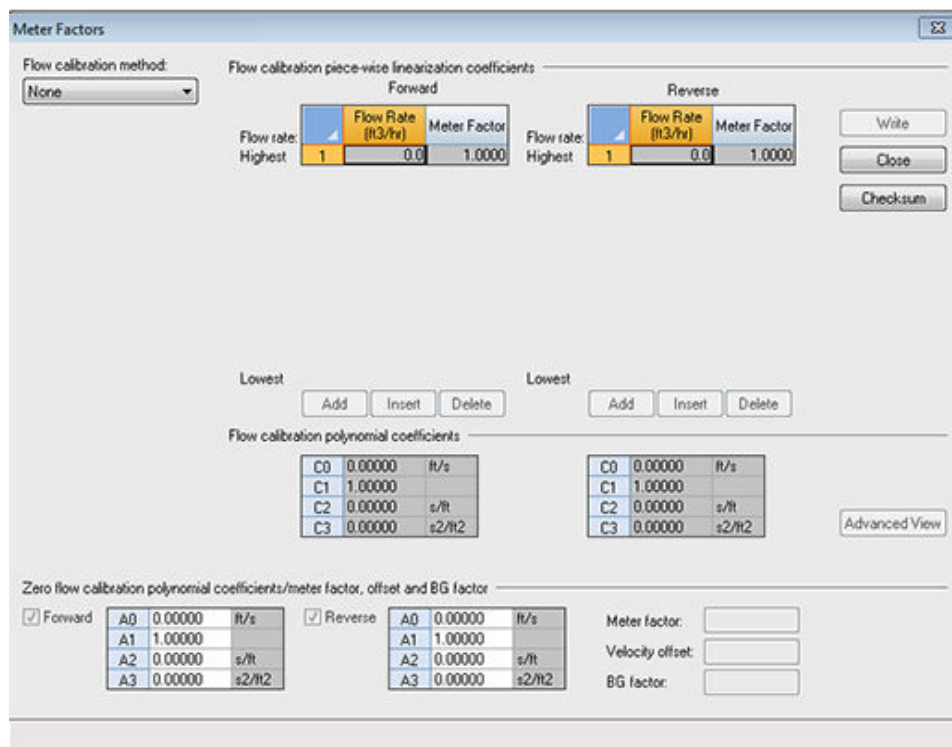 Meter Factors
Flow calibration method:
None
Flow calibration piece-wise linearization coefficients
Forward
Flow rate:
Flow Rate (ft3/hr) Meter Factor
Highest 1 0.0 1.0000
Reverse
Flow rate:
Flow Rate (ft3/hr) Meter Factor
Highest 1 0.0 1.0000
Write
Close
Checksum
Lowest
Add Insert Delete
Lowest
Add Insert Delete
Flow calibration polynomial coefficients
C0 0.00000 ft/s
C1 1.00000
C2 0.00000 s/ft
C3 0.00000 s2/ft2
C0 0.00000 ft/s
C1 1.00000
C2 0.00000 s/ft
C3 0.00000 s2/ft2
Advanced View
Zero flow calibration polynomial coefficients/meter factor, offset and BG factor
Forward
A0 0.00000 ft/s
A1 1.00000
A2 0.00000 s/ft
A3 0.00000 s2/ft2
Reverse
A0 0.00000 ft/s
A1 1.00000
A2 0.00000 s/ft
A3 0.00000 s2/ft2
Meter factor:
Velocity offset:
BG factor: